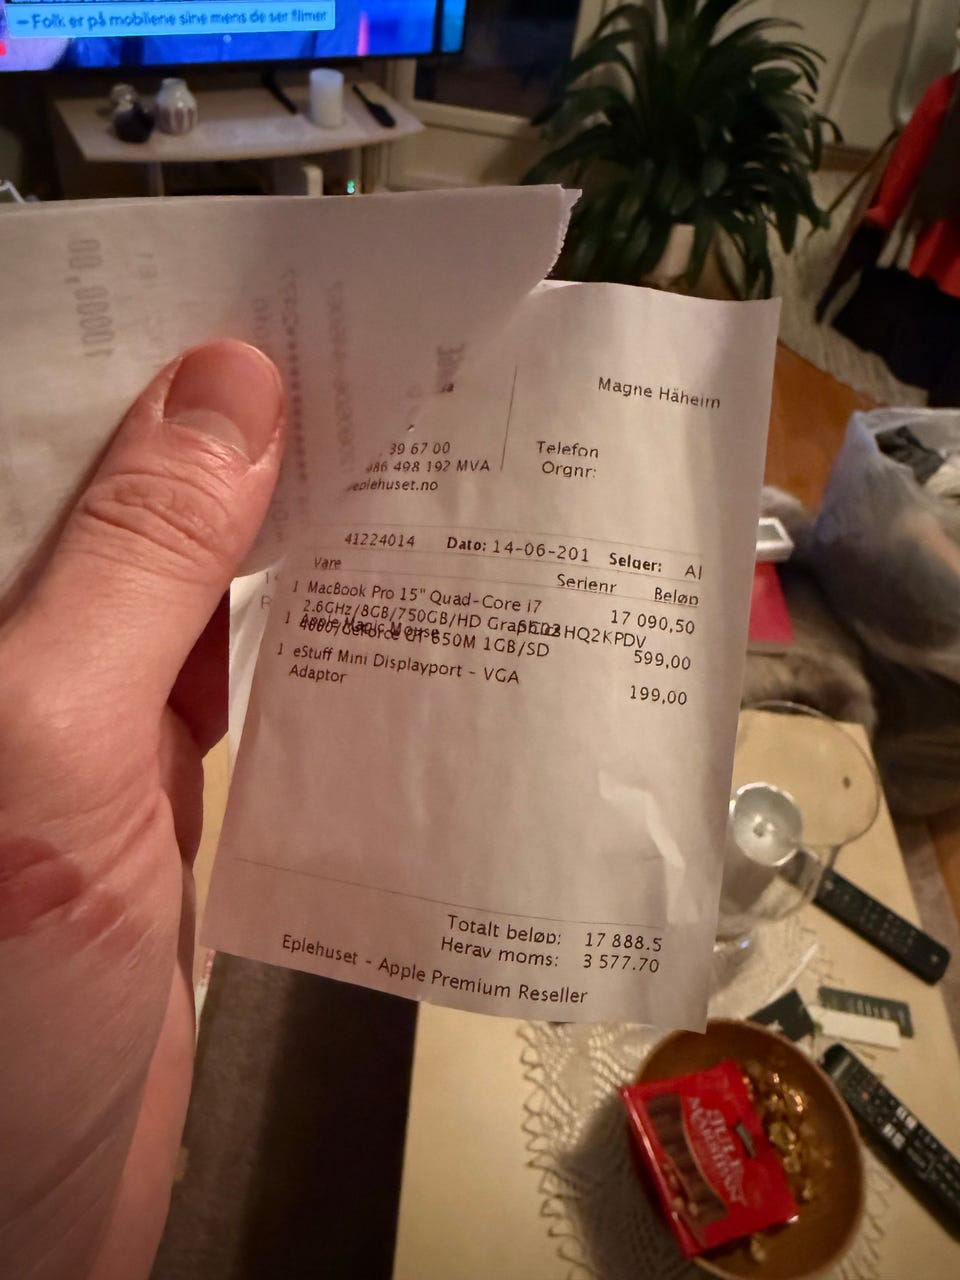 – Folk er på mobilene sine mens de ser filmer
10000,00
Magne Håheim
39 67 00
986 498 192 MVA
eplehuset.no
Telefon
Orgnr:
41224014 Dato: 14-06-201 Selger: Al
Vare Serienr Beløp
1 MacBook Pro 15" Quad-Core i7 17 090,50
2.6GHz/8GB/750GB/HD Graphics HQ2KPDV
1 Apple Magic Mouse 599,00
4000/GeForce GT 650M 1GB/SD
1 eStuff Mini Displayport - VGA 199,00
Adaptor
Totalt beløp: 17 888.5
Herav moms: 3 577.70
Eplehuset - Apple Premium Reseller